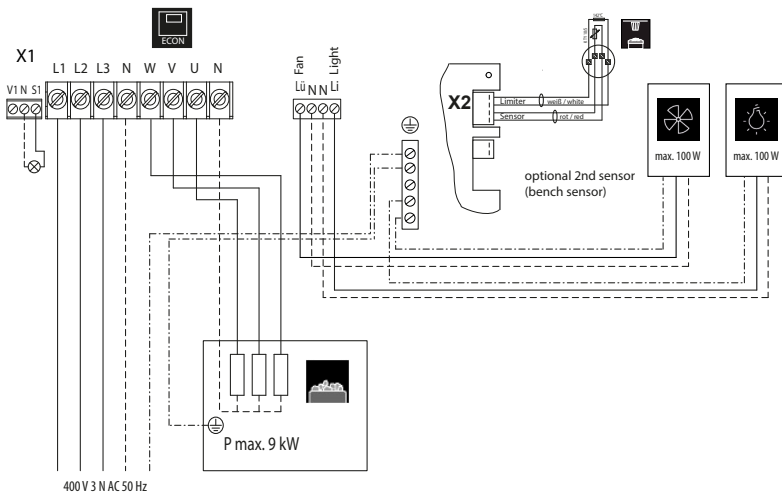 ECON
X1
L1 L2 L3 N W V U N
V1 N S1
Fan
Light
Lü N N Li
X2
Limiter
weiß / white
Sensor
rot / red
optional 2nd sensor
(bench sensor)
max. 100 W
max. 100 W
P max. 9 kW
400 V 3 N AC 50 Hz